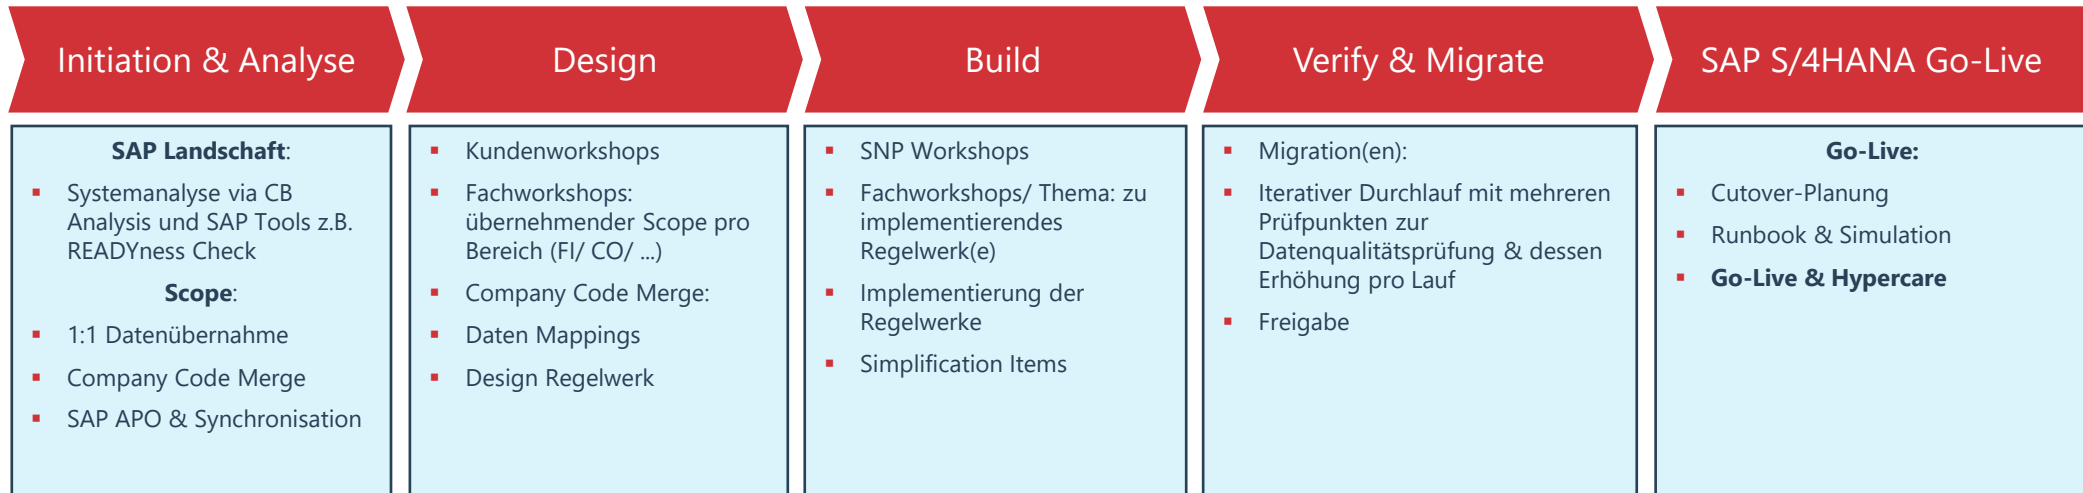 Initiation & Analyse
Design
Build
Verify & Migrate
SAP S/4HANA Go-Live
SAP Landschaft:
Systemanalyse via CB
Analysis und SAP Tools z.B.
READYness Check
Scope:
1:1 Datenübernahme
Company Code Merge
SAP APO & Synchronisation
Kundenworkshops
Fachworkshops:
übernehmender Scope pro
Bereich (FI/ CO/ ...)
Company Code Merge:
Daten Mappings
Design Regelwerk
SNP Workshops
Fachworkshops/ Thema: zu
implementierendes
Regelwerk(e)
Implementierung der
Regelwerke
Simplification Items
Migration(en):
Iterativer Durchlauf mit mehreren
Prüfpunkten zur
Datenqualitätsprüfung & dessen
Erhöhung pro Lauf
Freigabe
Go-Live:
Cutover-Planung
Runbook & Simulation
Go-Live & Hypercare